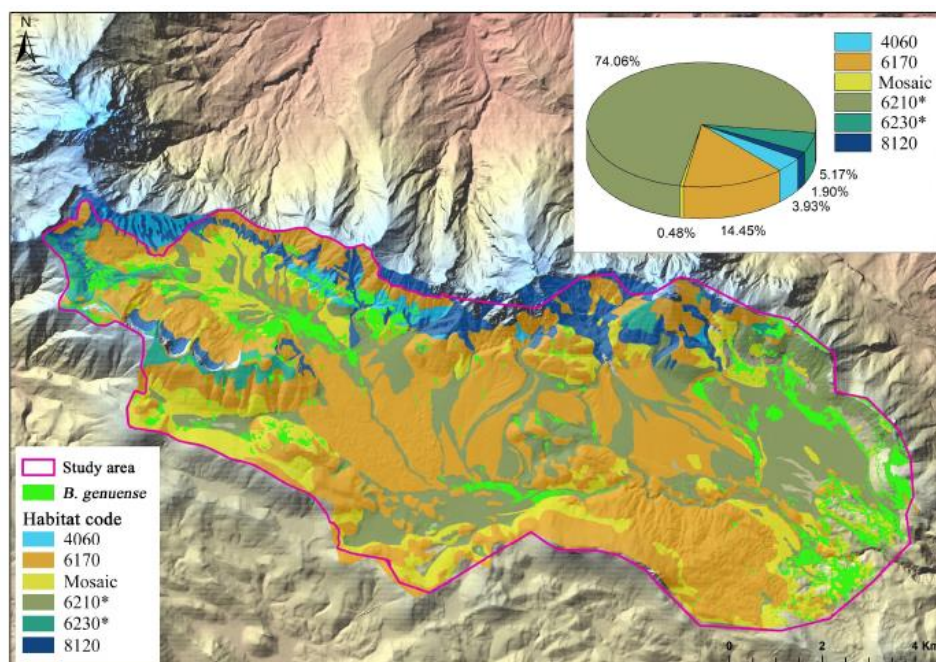 N
74.06%
4060
6170
Mosaic
6210*
6230*
8120
5.17%
1.90%
3.93%
0.48%
14.45%
Study area
B. genuense
Habitat code
4060
6170
Mosaic
6210*
6230*
8120
0 2 4 Km